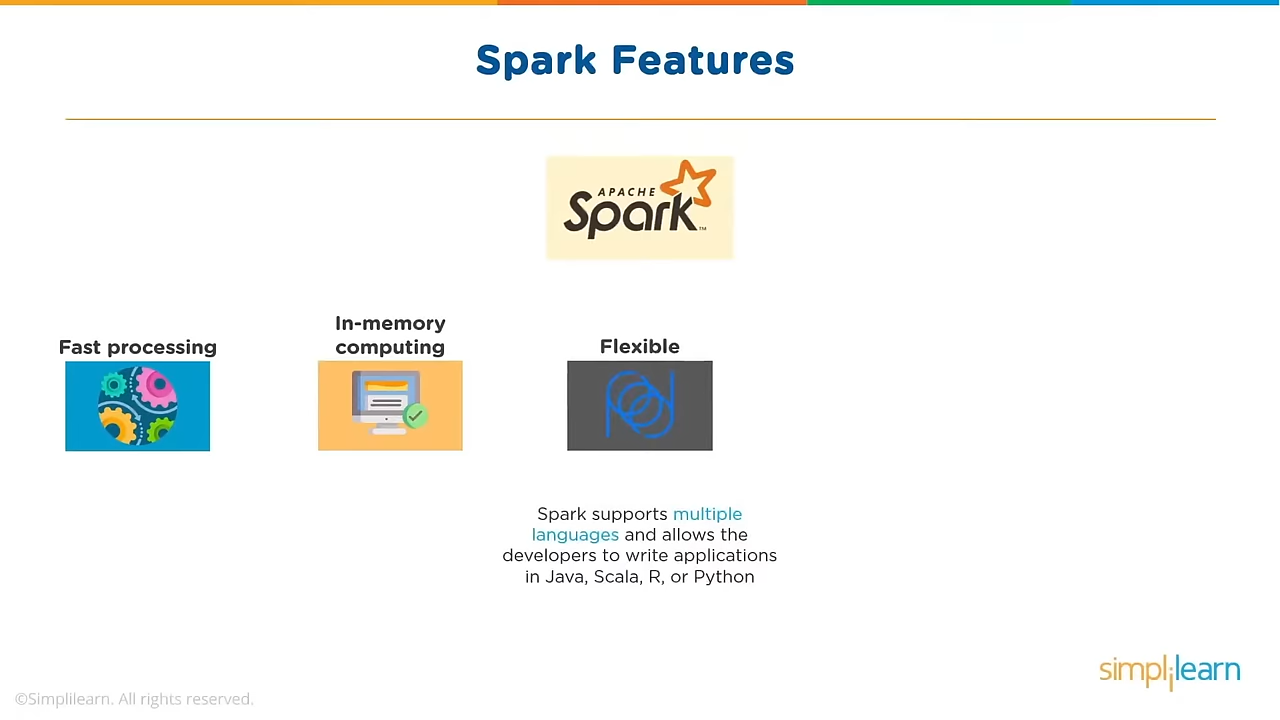 Spark Features
APACHE
Spark™
Fast processing
In-memory
computing
Flexible
Spark supports multiple
languages and allows the
developers to write applications
in Java, Scala, R, or Python
simplilearn
©Simplilearn. All rights reserved.